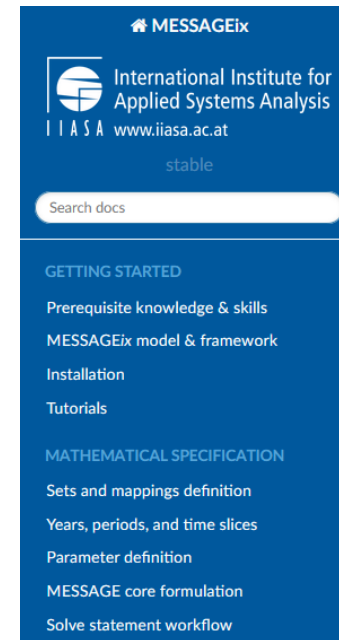 MESSAGEix
International Institute for
Applied Systems Analysis
IIASA www.iiasa.ac.at
stable
Search docs
GETTING STARTED
Prerequisite knowledge & skills
MESSAGEix model & framework
Installation
Tutorials
MATHEMATICAL SPECIFICATION
Sets and mappings definition
Years, periods, and time slices
Parameter definition
MESSAGE core formulation
Solve statement workflow